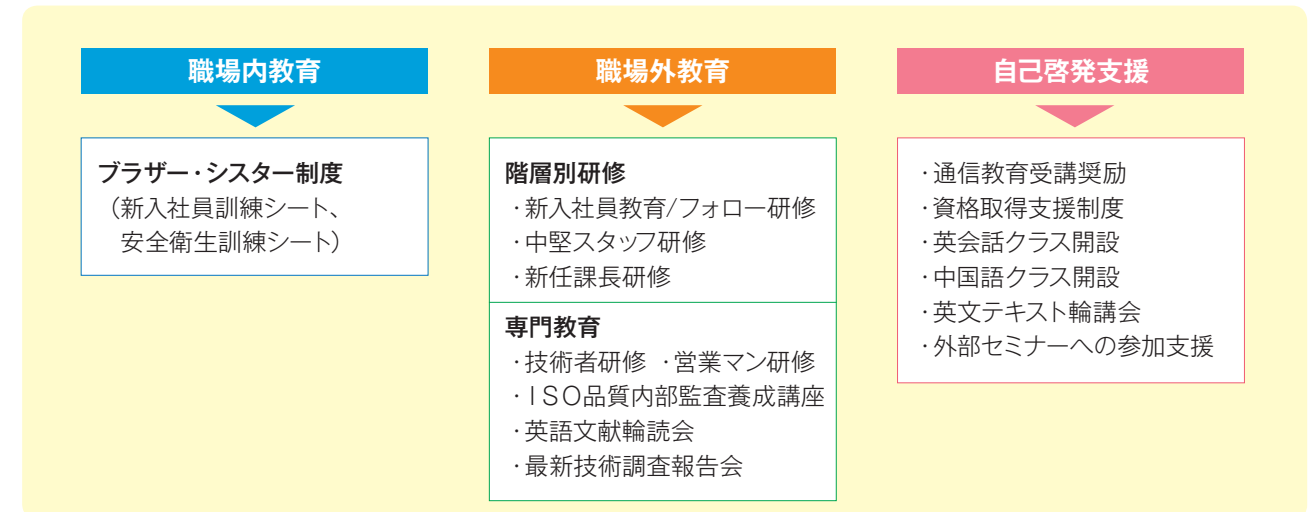 職場内教育
ブラザー・シスター制度
（新入社員訓練シート、
安全衛生訓練シート）
職場外教育
階層別研修
・新入社員教育/フォロー研修
・中堅スタッフ研修
・新任課長研修
専門教育
・技術者研修 ・営業マン研修
・ISO品質内部監査養成講座
・英語文献輪読会
・最新技術調査報告会
自己啓発支援
・通信教育受講奨励
・資格取得支援制度
・英会話クラス開設
・中国語クラス開設
・英文テキスト輪講会
・外部セミナーへの参加支援